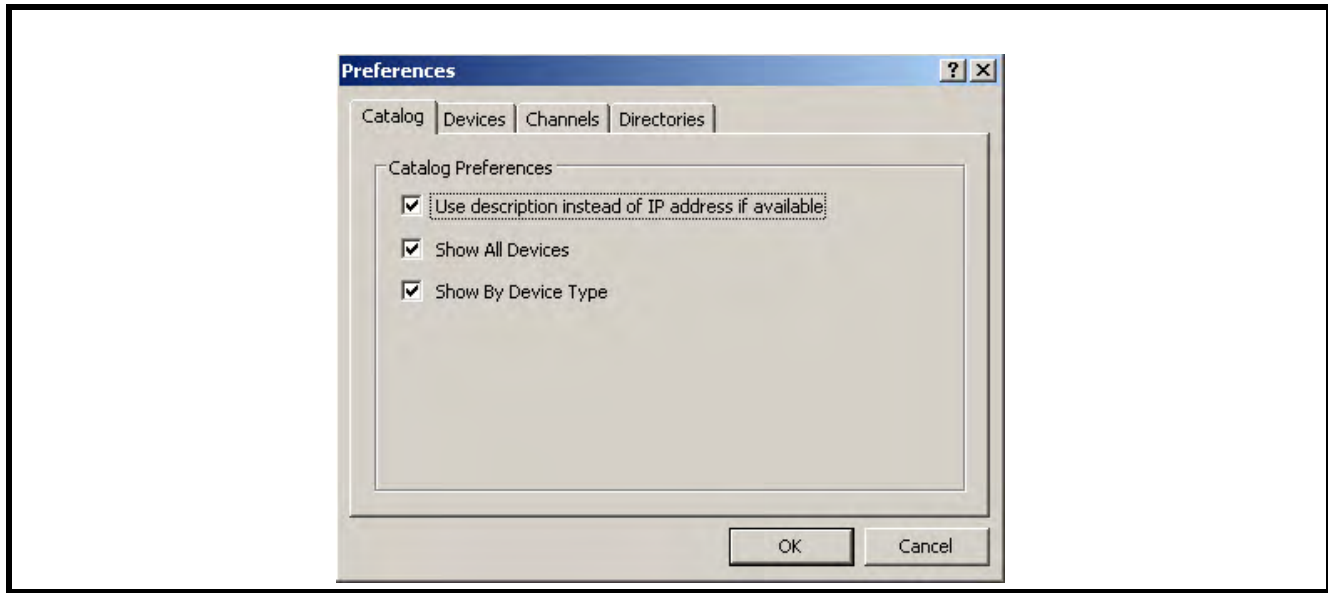 Preferences
Catalog Devices Channels Directories
Catalog Preferences
Use description instead of IP address if available
Show All Devices
Show By Device Type
OK Cancel